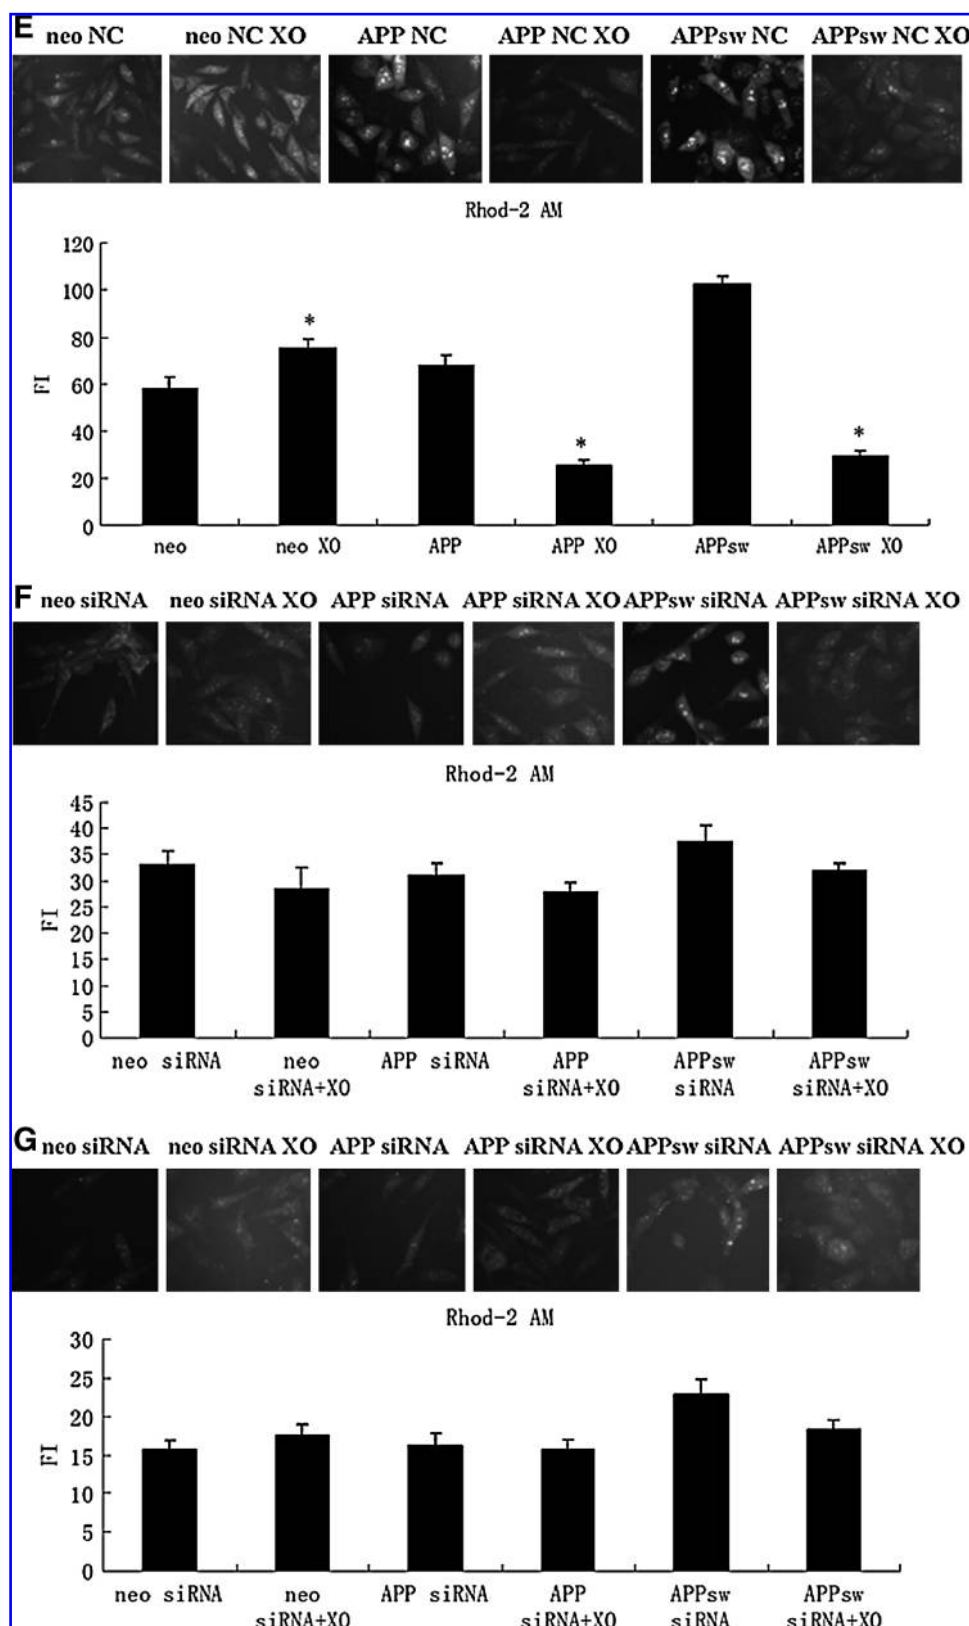 E neo NC neo NC XO APP NC APP NC XO APPsw NC APPsw NC XO
Rhod-2 AM
120
100
80
60
40
20
0
FI
*
*
*
neo neo XO APP APP XO APPsw APPsw XO
F neo siRNA neo siRNA XO APP siRNA APP siRNA XO APPsw siRNA APPsw siRNA XO
Rhod-2 AM
45
40
35
30
25
20
15
10
5
0
FI
neo siRNA neo APP siRNA APP APPsw APPsw
siRNA+XO siRNA+XO siRNA siRNA+XO
G neo siRNA neo siRNA XO APP siRNA APP siRNA XO APPsw siRNA APPsw siRNA XO
Rhod-2 AM
30
25
20
15
10
5
0
FI
neo siRNA neo APP siRNA APP APPsw APPsw
siRNA+XO siRNA+XO siRNA siRNA+XO